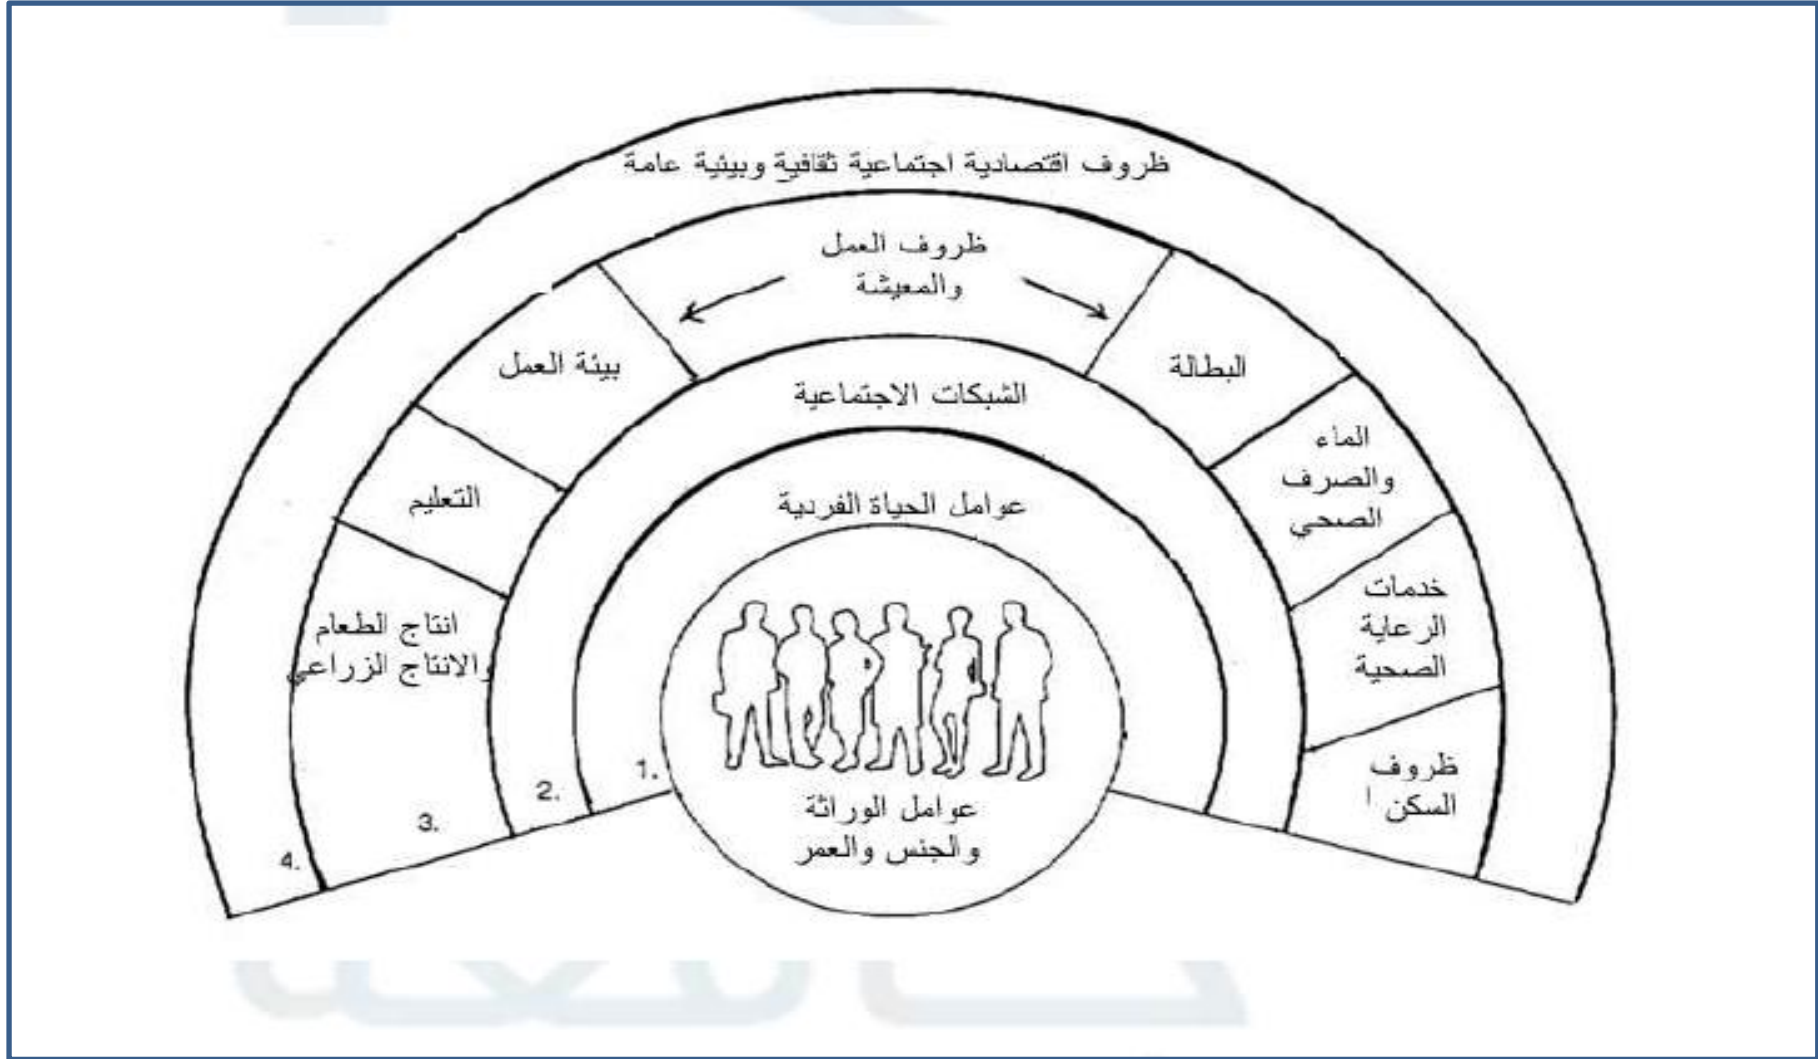 ظروف اقتصادية اجتماعية ثقافية وبيئية عامة
ظروف العمل
والمعيشة
البطالة
بيئة العمل
الشبكات الاجتماعية
الماء
والصرف
الصحي
التعليم
عوامل الحياة الفردية
خدمات
الرعاية
الصحية
انتاج الطعام
والانتاج الزراعي
ظروف
السكن
عوامل الوراثة
والجنس والعمر
1.
2.
3.
4.